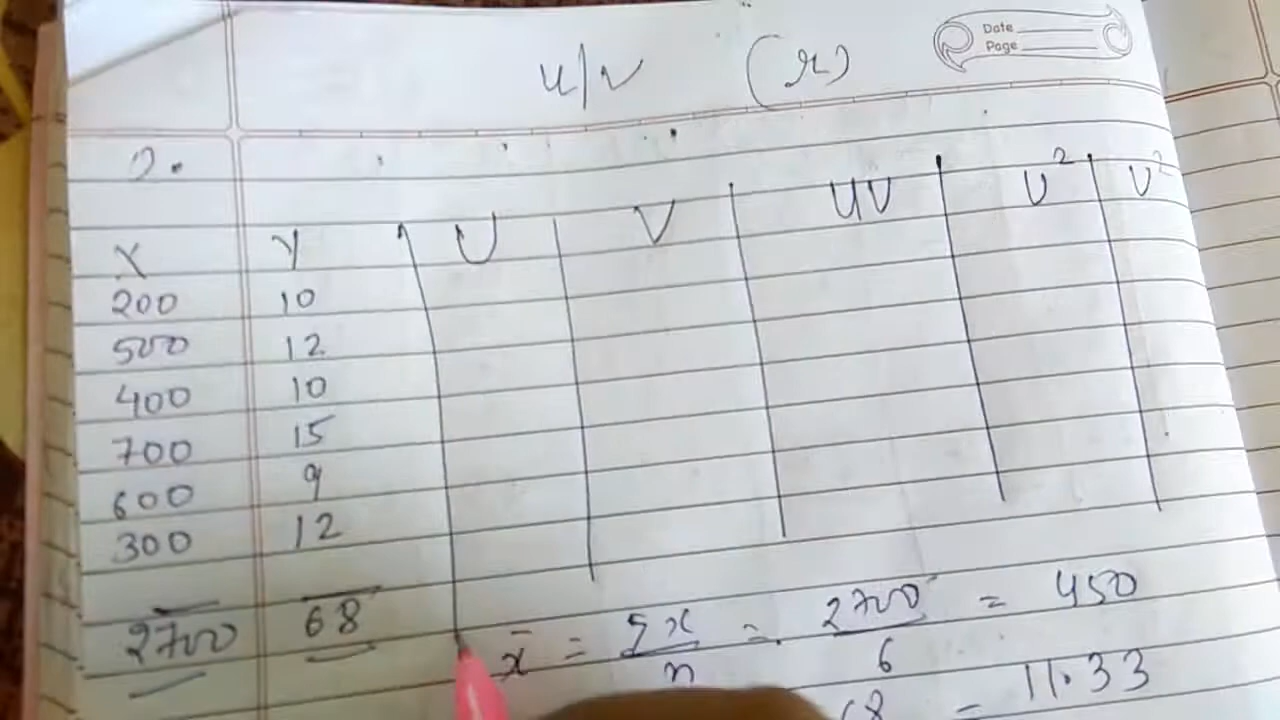 Date
Page
u/v (r)
2.
X Y U V UV U² V²
200 10
500 12
400 10
700 15
600 9
300 12
2700 68
x̄ = Σx/n = 2700/6 = 450
68 = 11.33